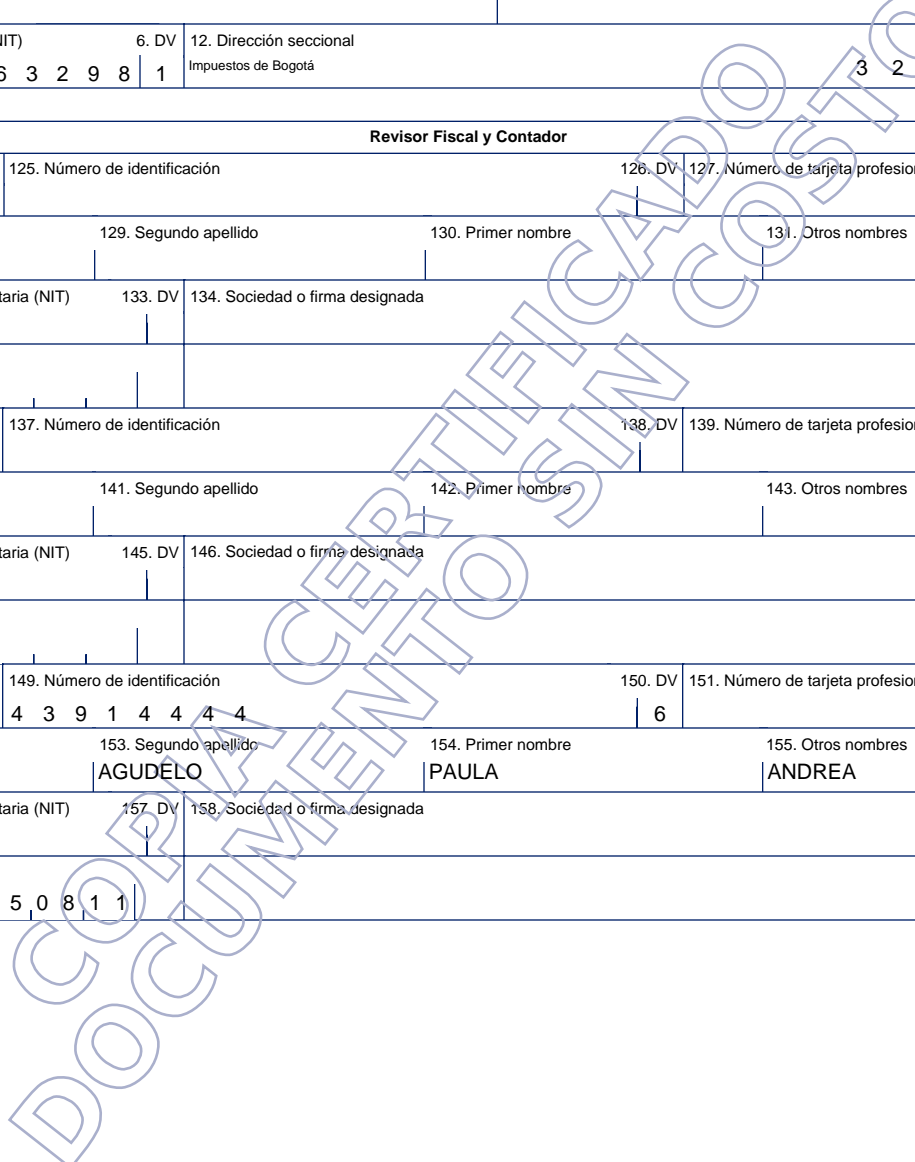 IT) 6. DV 12. Dirección seccional
6 3 2 9 8 1 Impuestos de Bogotá 3 2
Revisor Fiscal y Contador
125. Número de identificación 126. DV 127. Número de tarjeta profesion
129. Segundo apellido 130. Primer nombre 131. Otros nombres
taria (NIT) 133. DV 134. Sociedad o firma designada
137. Número de identificación 138. DV 139. Número de tarjeta profesion
141. Segundo apellido 142. Primer nombre 143. Otros nombres
taria (NIT) 145. DV 146. Sociedad o firma designada
149. Número de identificación 150. DV 151. Número de tarjeta profesion
4 3 9 1 4 4 4 4 6
153. Segundo apellido 154. Primer nombre 155. Otros nombres
AGUDELO PAULA ANDREA
taria (NIT) 157. DV 158. Sociedad o firma designada
5 0 8 1 1
COPIA CERTIFICADO
DOCUMENTO SIN COSTO